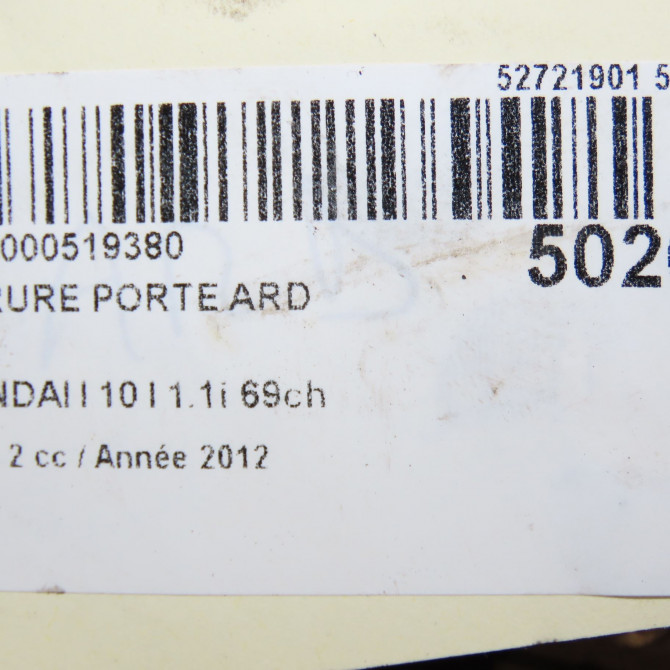 52721901 5
000519380
502
RURE PORTE ARD
NDAI I 10 I 1.1i 69ch
2 cc / Année 2012